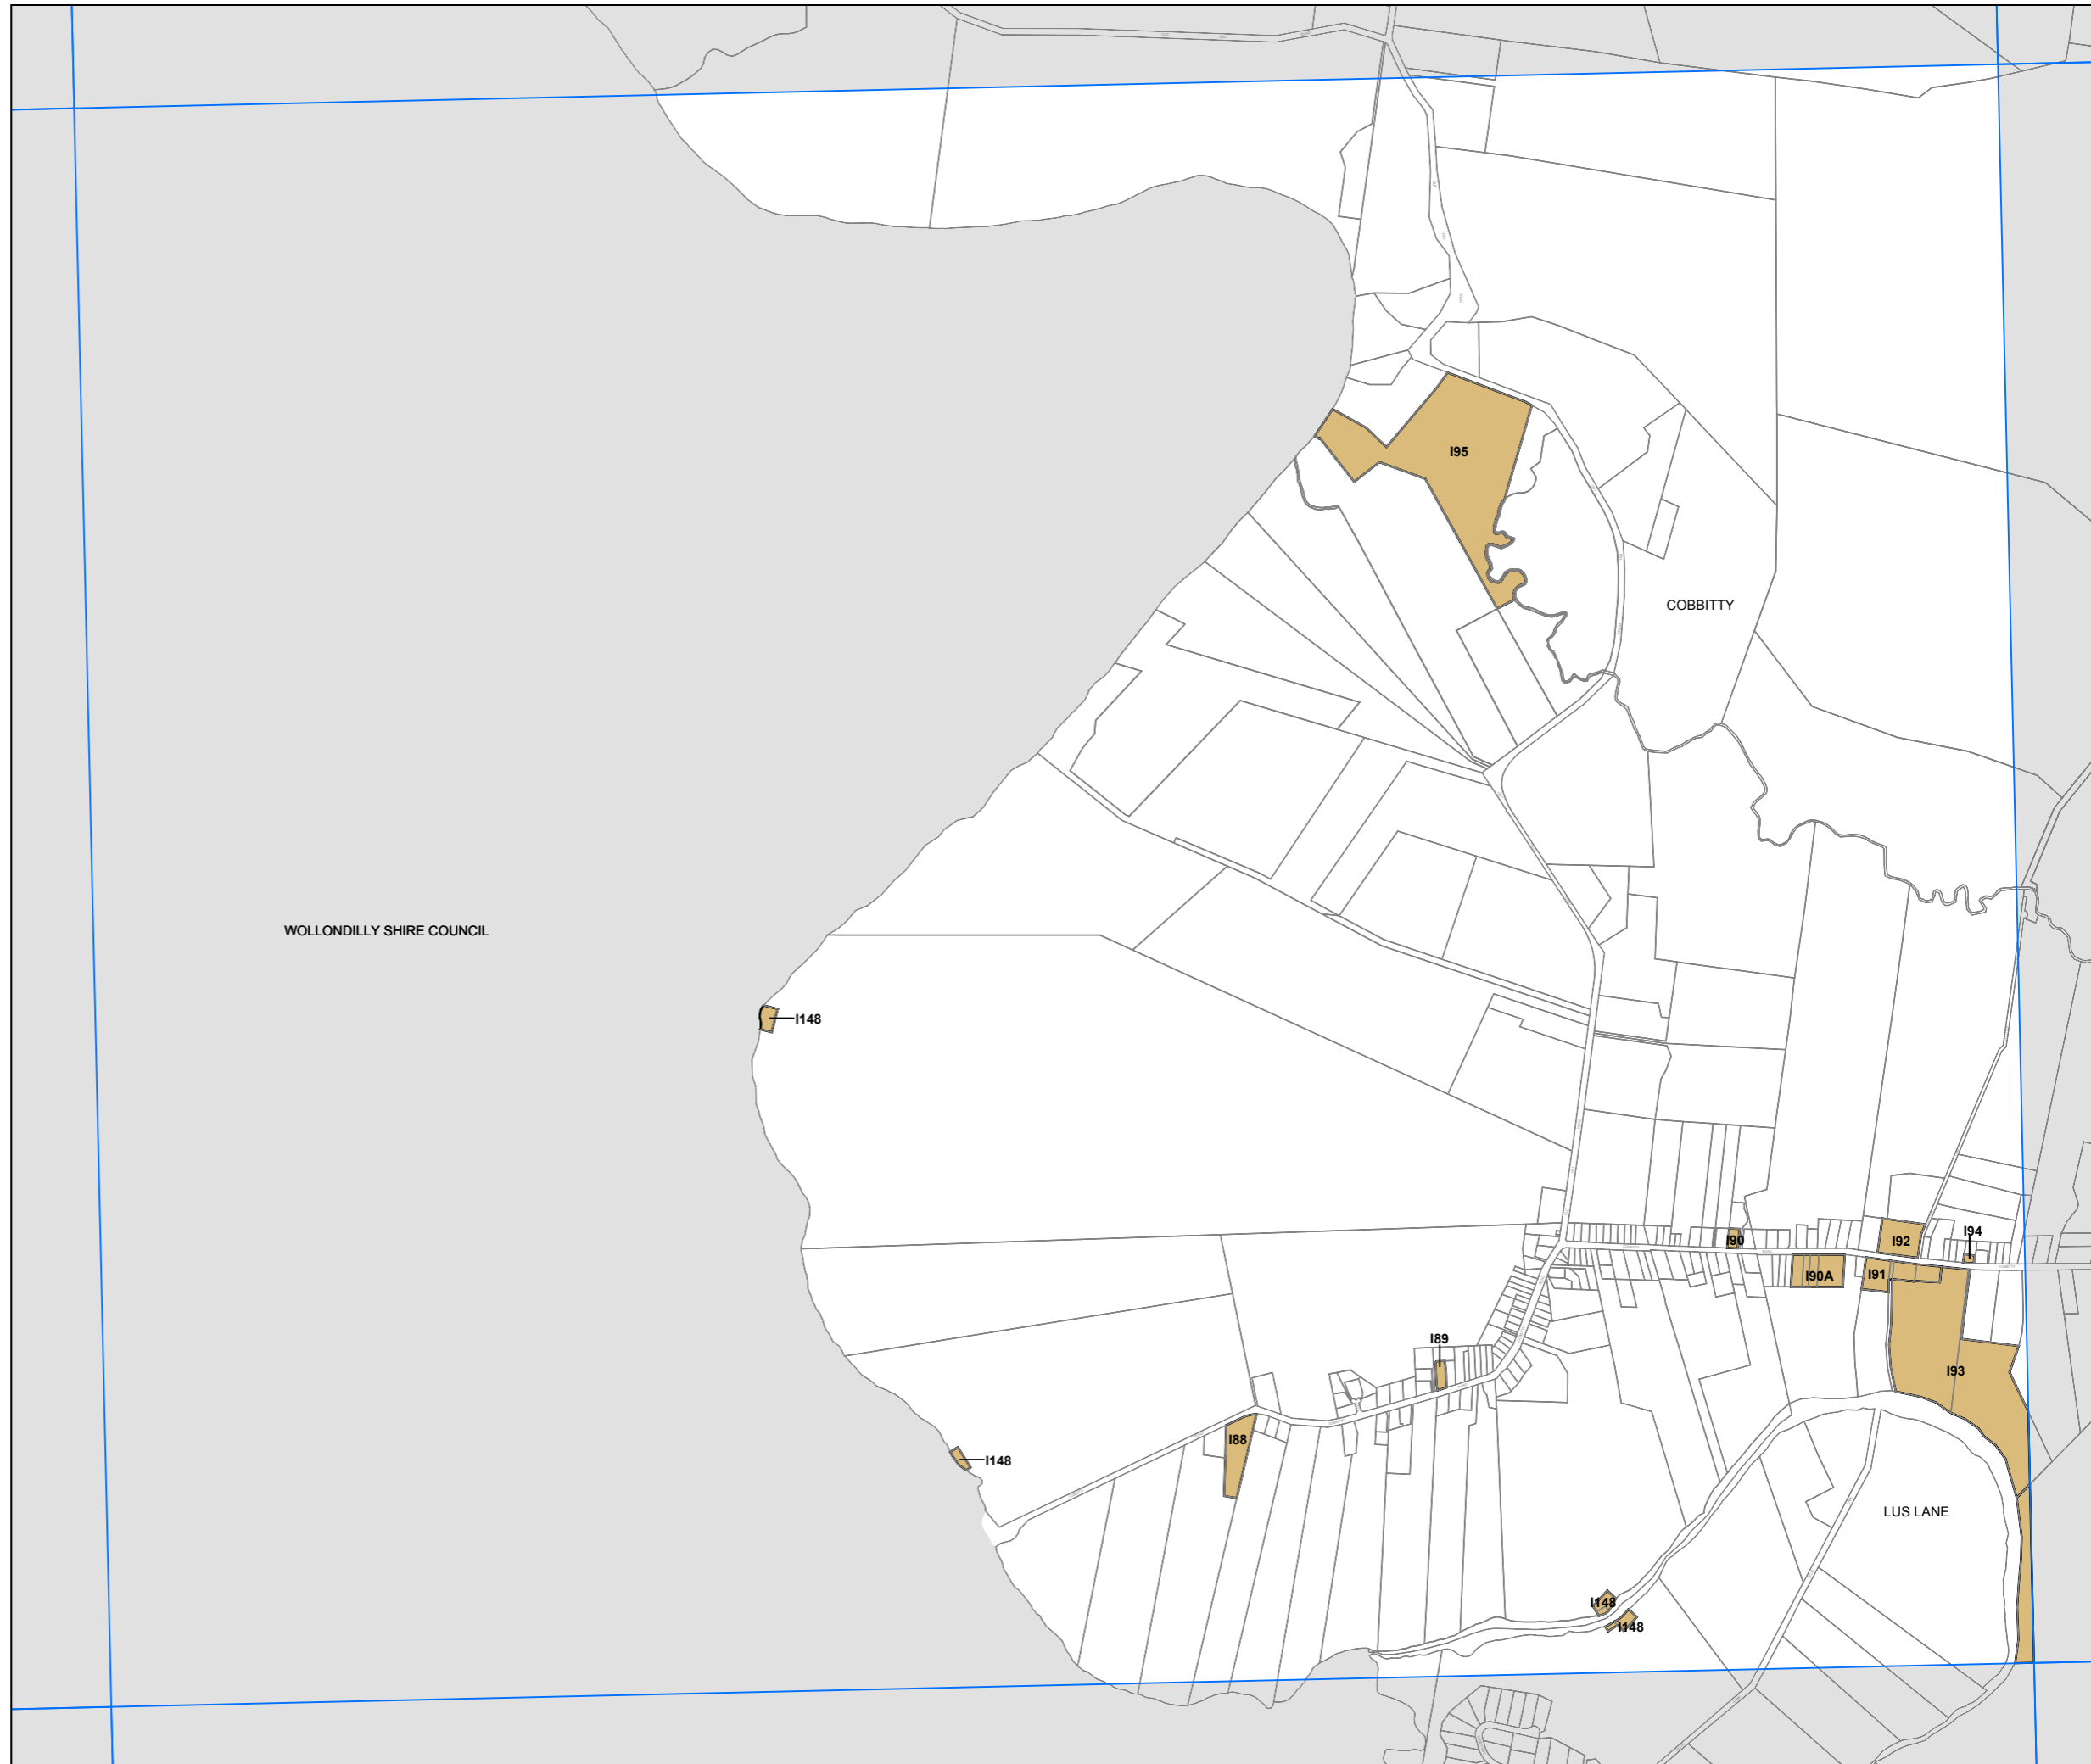 I95
COBBITTY
WOLLONDILLY SHIRE COUNCIL
I148
I90
I92
I94
I90A
I91
I89
I93
I88
I148
LUS LANE
I148
I148